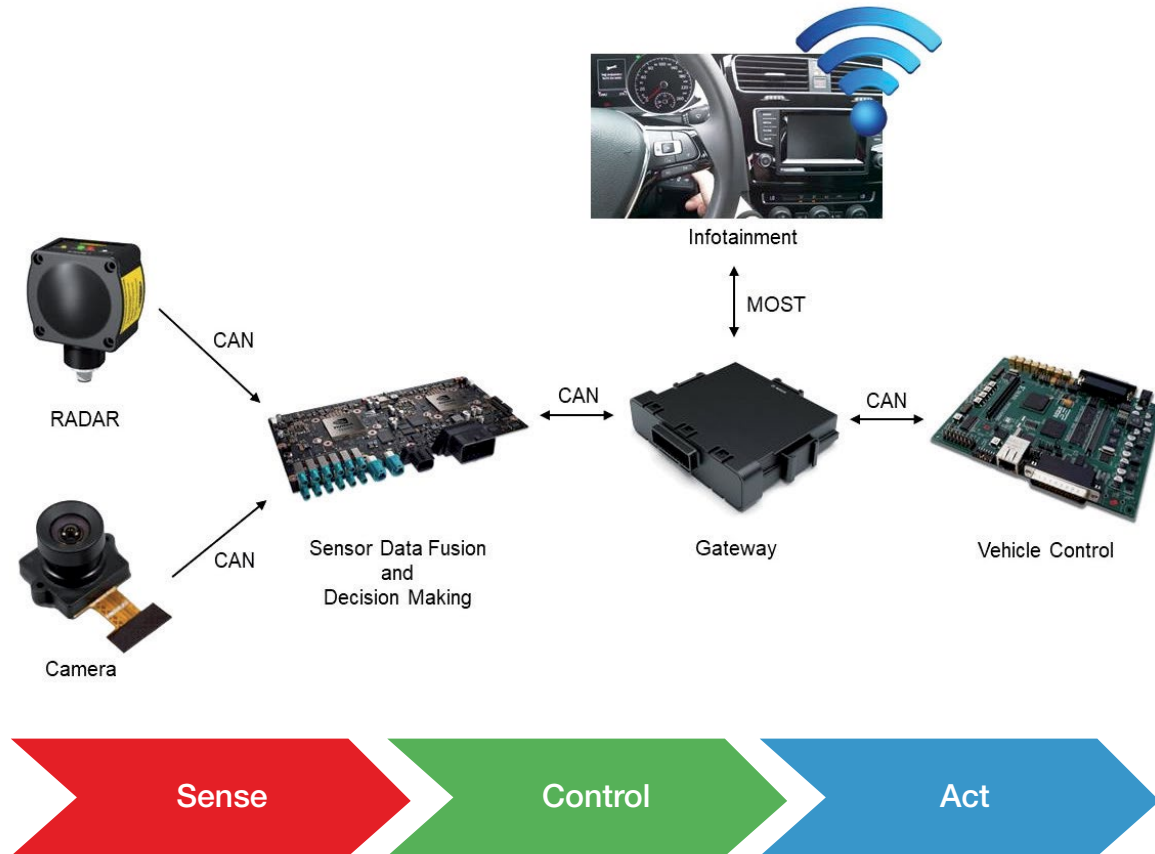 Infotainment
MOST
CAN
RADAR
CAN
CAN
CAN
Sensor Data Fusion
and
Decision Making
Gateway
Vehicle Control
Camera
Sense
Control
Act